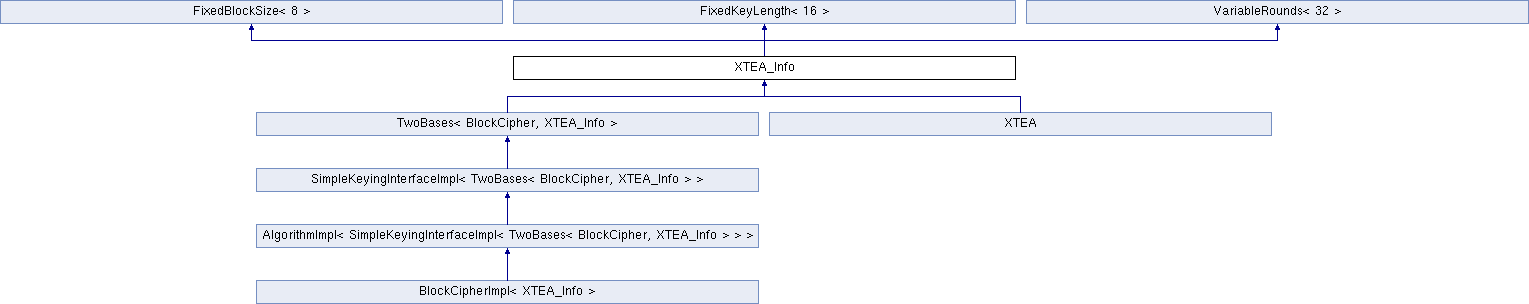 FixedBlockSize< 8 >
FixedKeyLength< 16 >
VariableRounds< 32 >
XTEA_Info
TwoBases< BlockCipher, XTEA_Info >
XTEA
SimpleKeyingInterfaceImpl< TwoBases< BlockCipher, XTEA_Info > >
AlgorithmImpl< SimpleKeyingInterfaceImpl< TwoBases< BlockCipher, XTEA_Info > > >
BlockCipherImpl< XTEA_Info >